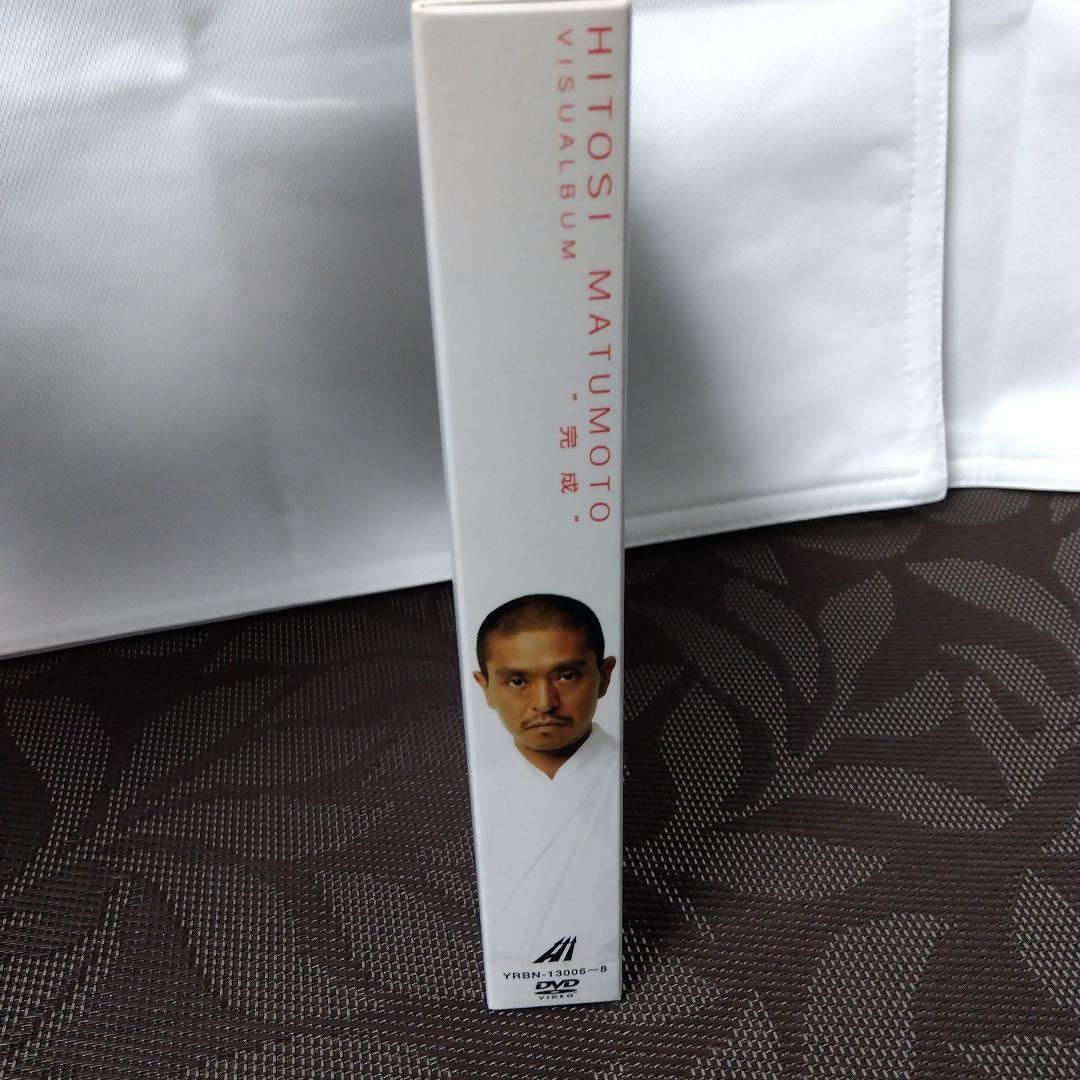 HITOSI MATUMOTO
VISUALBUM
"完成"
YRBN-13006~8
DVD
VIDEO